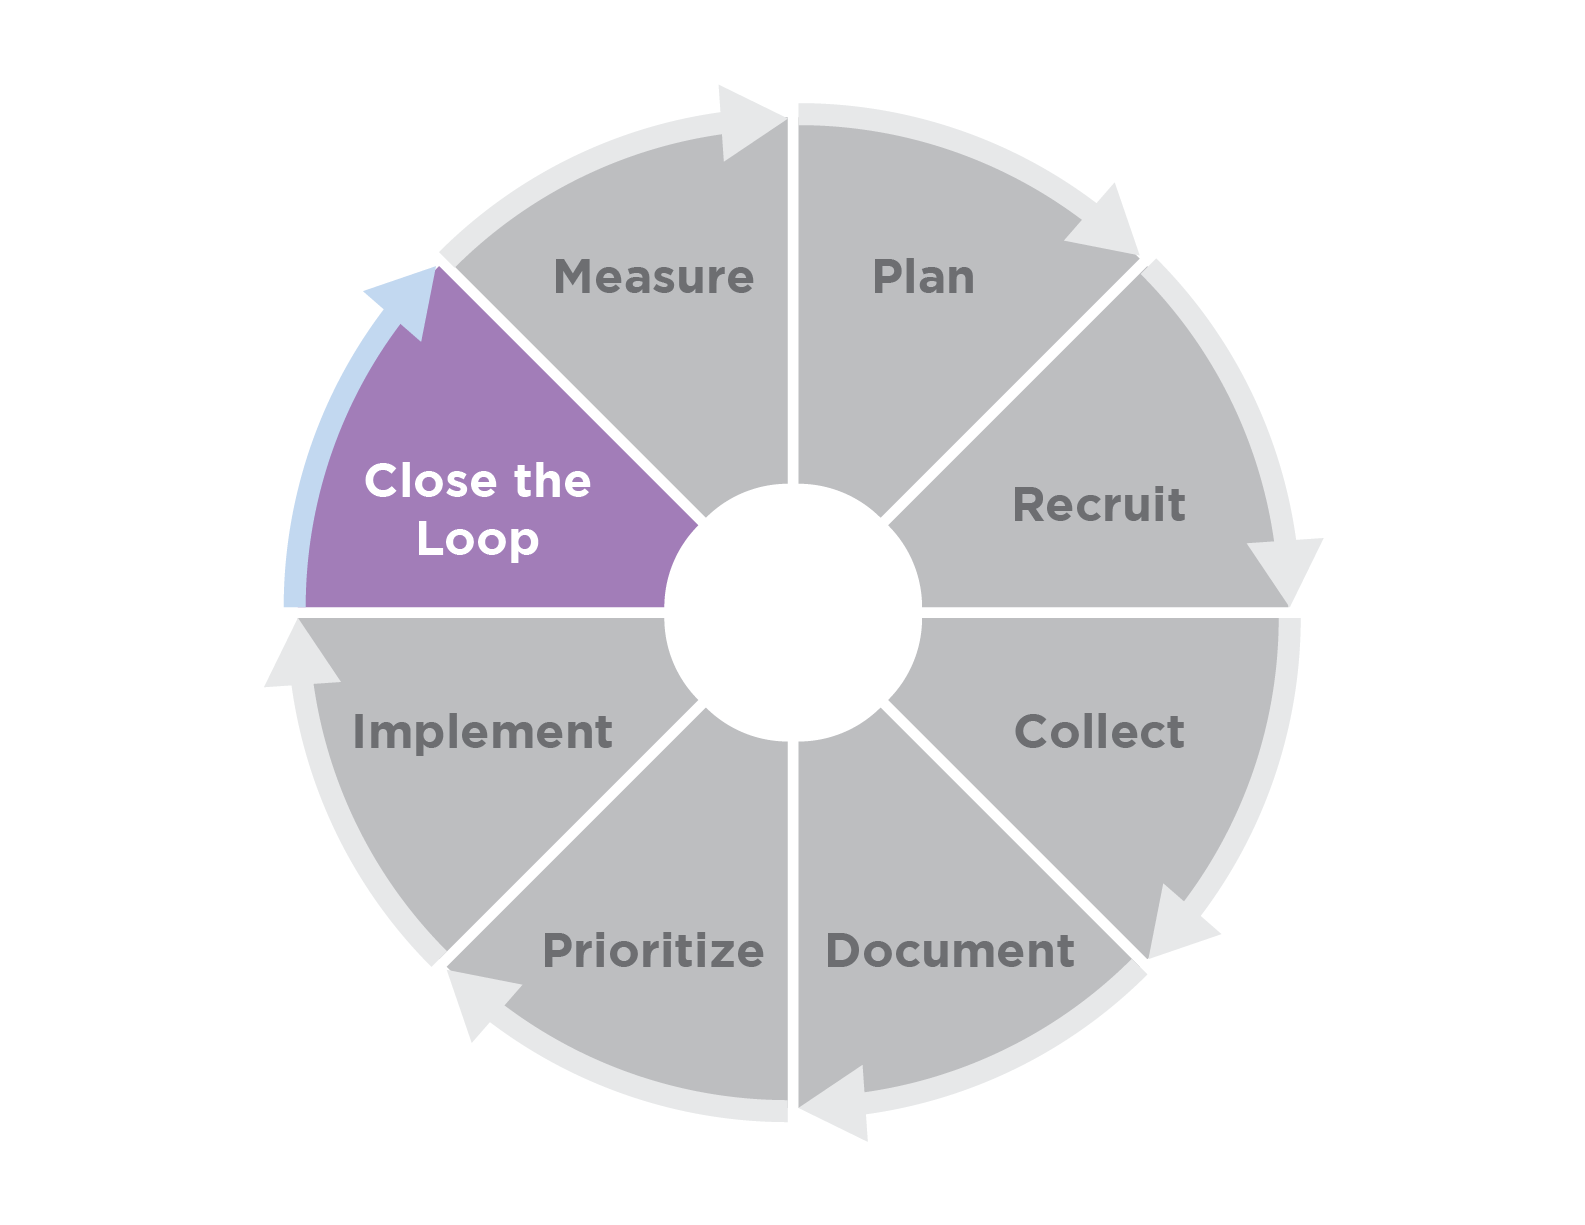 Measure
Plan
Recruit
Collect
Document
Prioritize
Implement
Close the
Loop